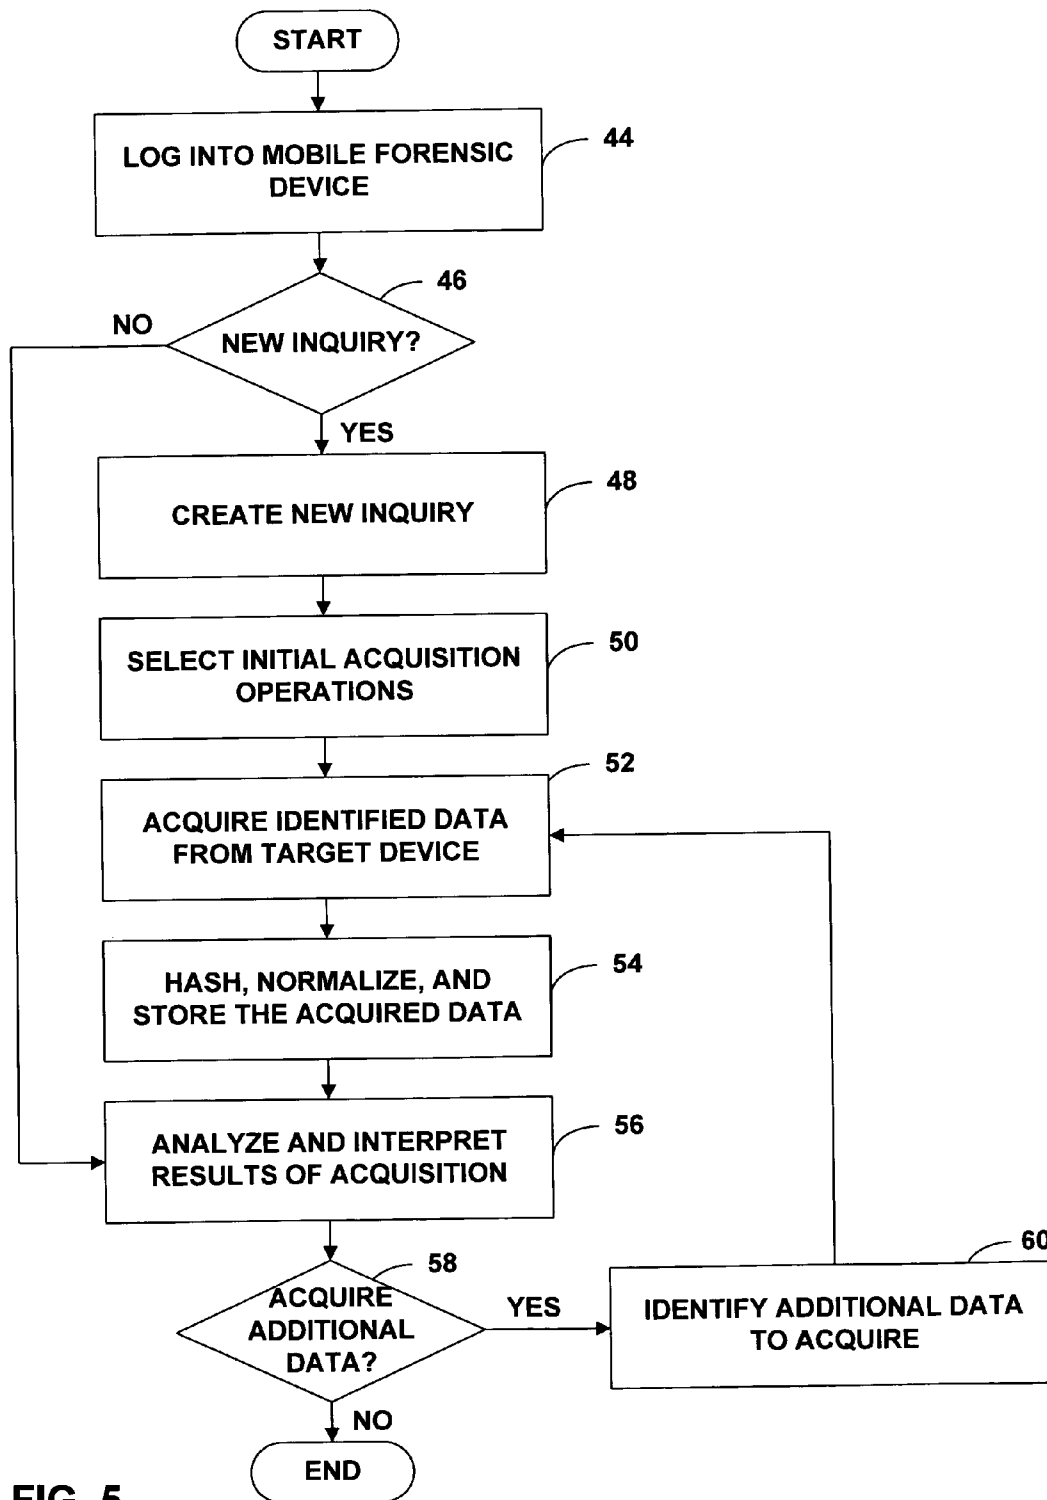 START
LOG INTO MOBILE FORENSIC
DEVICE
44
46
NO
NEW INQUIRY?
YES
CREATE NEW INQUIRY
48
SELECT INITIAL ACQUISITION
OPERATIONS
50
52
ACQUIRE IDENTIFIED DATA
FROM TARGET DEVICE
HASH, NORMALIZE, AND
STORE THE ACQUIRED DATA
54
ANALYZE AND INTERPRET
RESULTS OF ACQUISITION
56
58
ACQUIRE
ADDITIONAL
DATA?
YES
60
IDENTIFY ADDITIONAL DATA
TO ACQUIRE
NO
END
FIG. 5